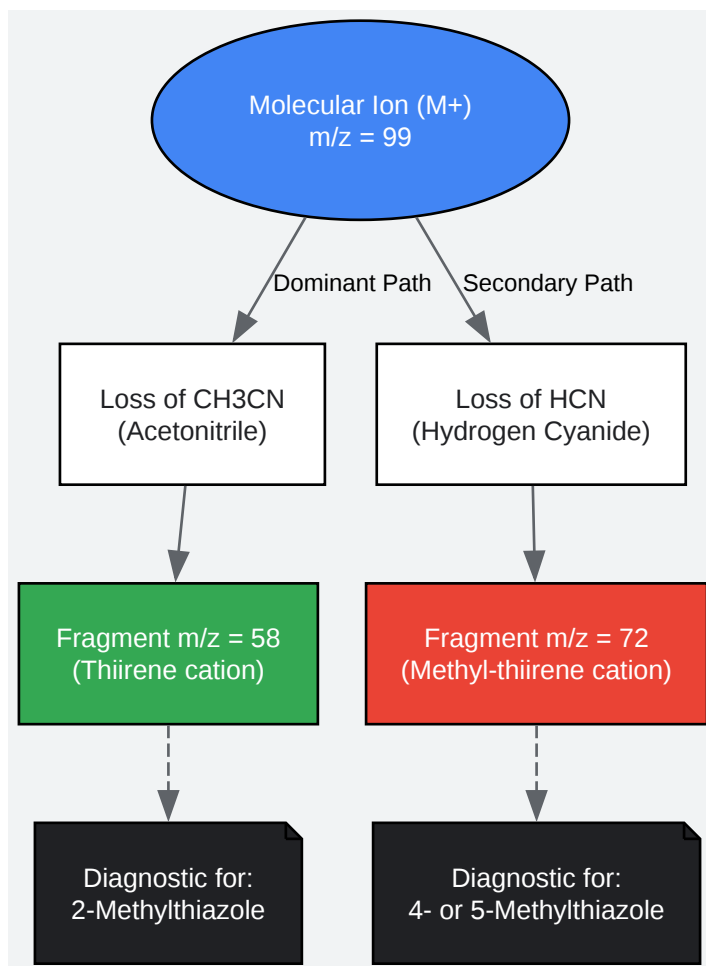 Molecular Ion (M+)
m/z = 99
Dominant Path
Secondary Path
Loss of CH3CN
(Acetonitrile)
Loss of HCN
(Hydrogen Cyanide)
Fragment m/z = 58
(Thiirene cation)
Fragment m/z = 72
(Methyl-thiirene cation)
Diagnostic for:
2-Methylthiazole
Diagnostic for:
4- or 5-Methylthiazole